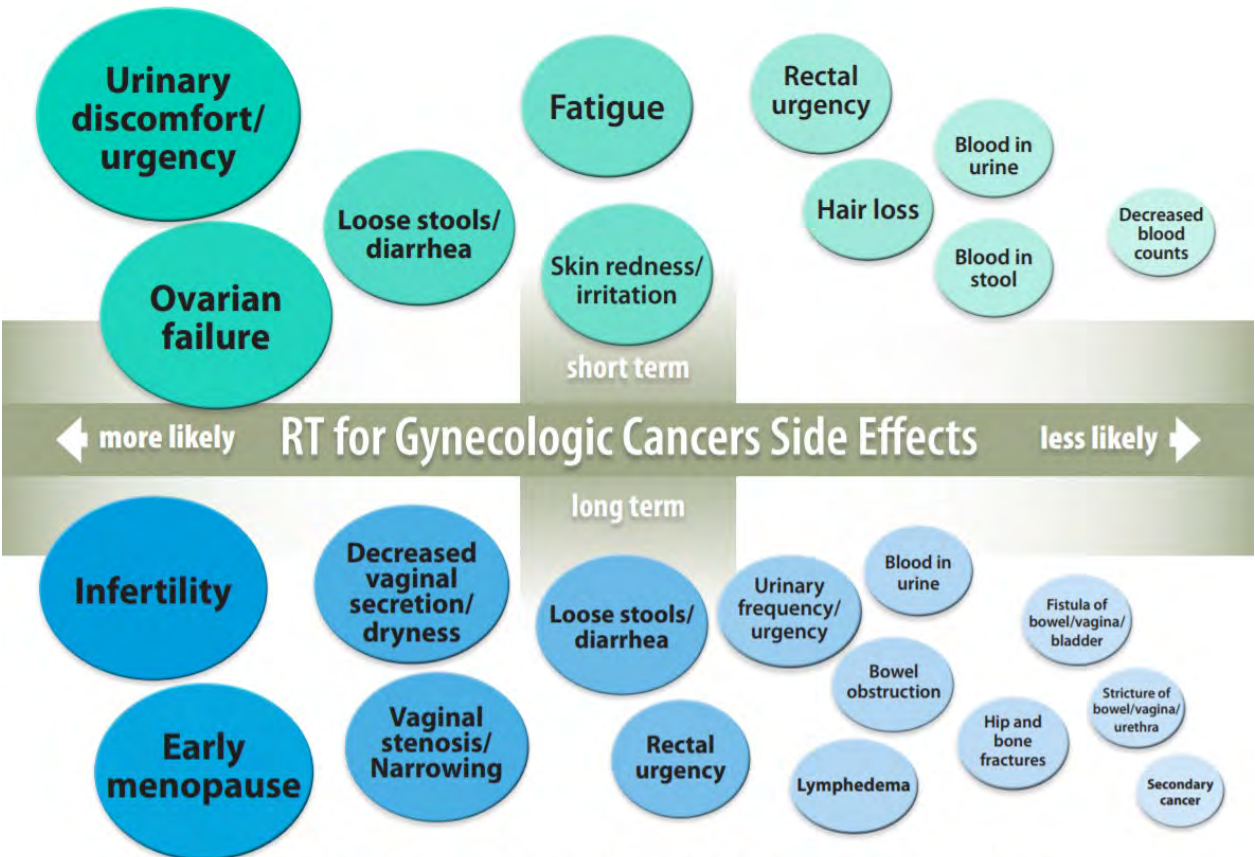 Urinary
discomfort/
urgency
Ovarian
failure
Loose stools/
diarrhea
Fatigue
Skin redness/
irritation
Rectal
urgency
Hair loss
Blood in
urine
Blood in
stool
Decreased
blood
counts
short term
more likely
RT for Gynecologic Cancers Side Effects
less likely
long term
Infertility
Early
menopause
Decreased
vaginal
secretion/
dryness
Vaginal
stenosis/
Narrowing
Loose stools/
diarrhea
Rectal
urgency
Urinary
frequency/
urgency
Blood in
urine
Bowel
obstruction
Lymphedema
Hip and
bone
fractures
Fistula of
bowel/vagina/
bladder
Stricture of
bowel/vagina/
urethra
Secondary
cancer